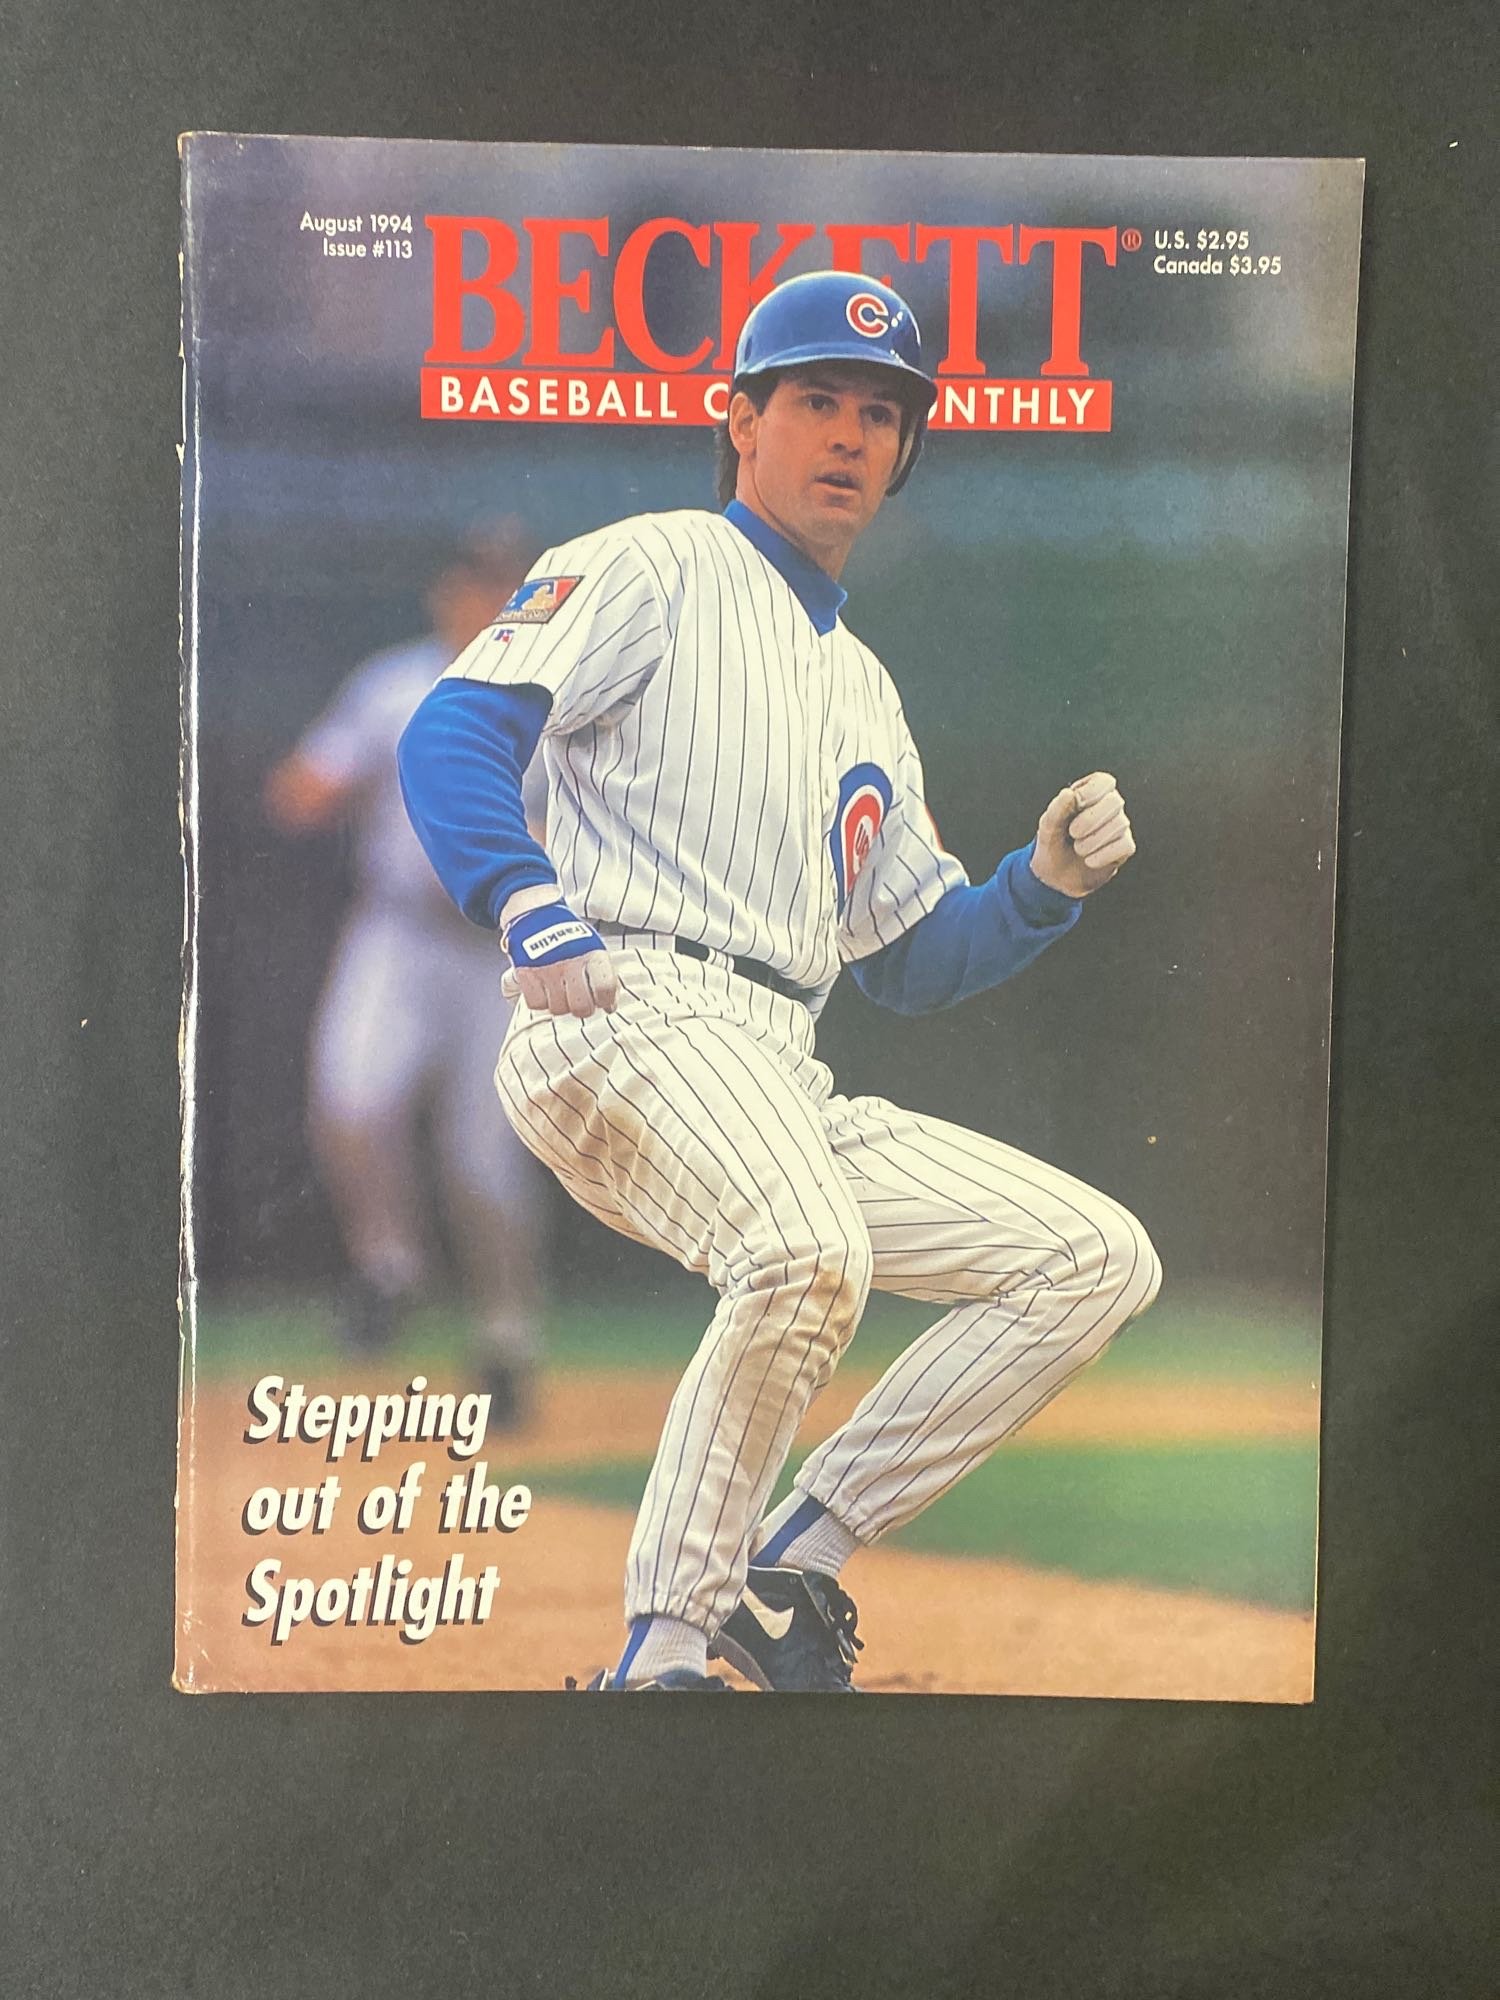 August 1994
Issue #113
BECKETT®
U.S. $2.95
Canada $3.95
BASEBALL C ONTHLY
C
franklin
Stepping
out of the
Spotlight